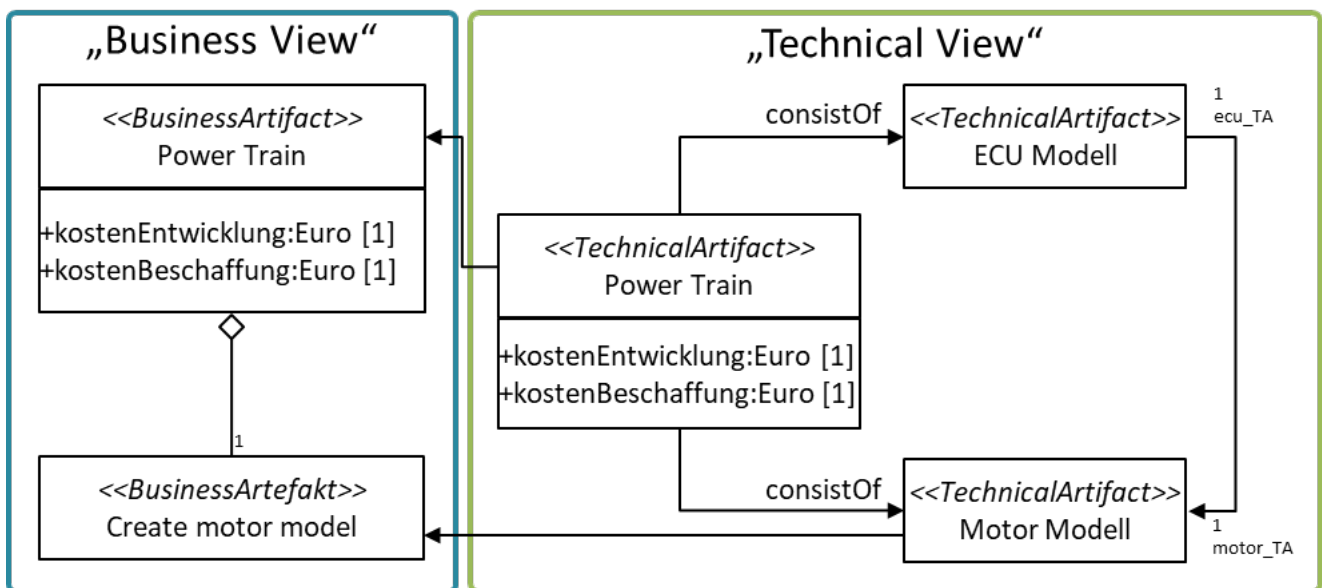 „Business View“
<<BusinessArtifact>>
Power Train
+kostenEntwicklung:Euro [1]
+kostenBeschaffung:Euro [1]
1
<<BusinessArtefakt>>
Create motor model
„Technical View“
consistOf
<<TechnicalArtifact>>
ECU Modell
1
ecu_TA
<<TechnicalArtifact>>
Power Train
+kostenEntwicklung:Euro [1]
+kostenBeschaffung:Euro [1]
consistOf
<<TechnicalArtifact>>
Motor Modell
1
motor_TA